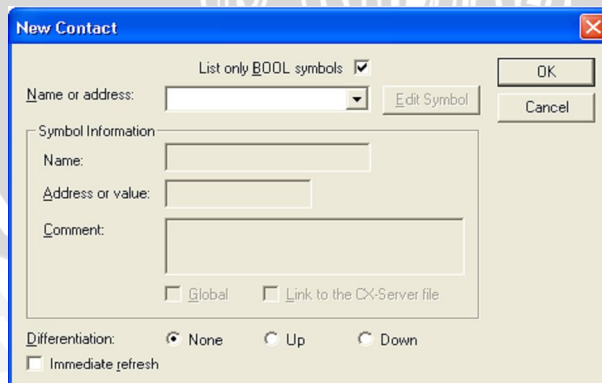 New Contact
List only BOOL symbols
OK
Name or address:
Edit Symbol
Cancel
Symbol Information
Name:
Address or value:
Comment:
Global
Link to the CX-Server file
Differentiation:
None
Up
Down
Immediate refresh